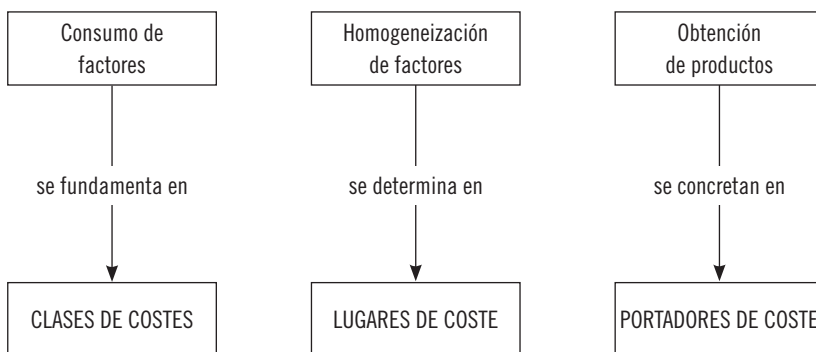 Consumo de
factores
Homogeneización
de factores
Obtención
de productos
se fundamenta en
se determina en
se concretan en
CLASES DE COSTES
LUGARES DE COSTE
PORTADORES DE COSTE